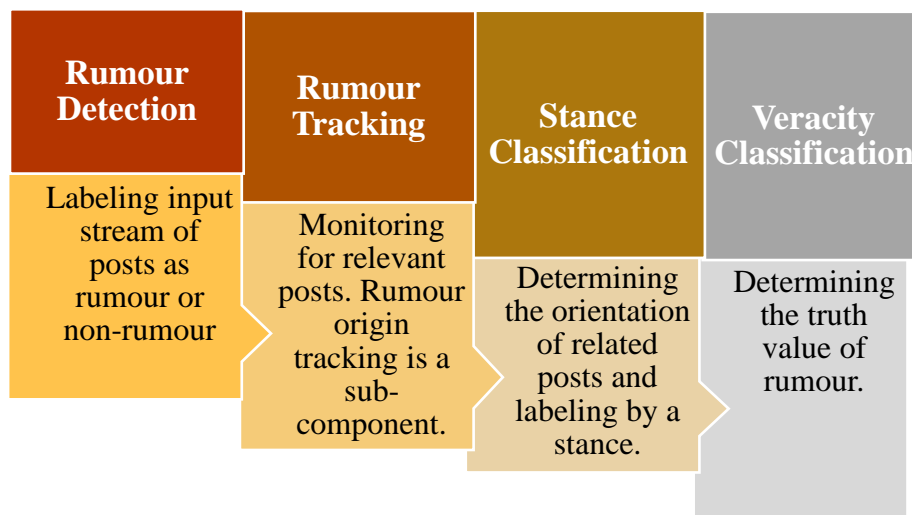 Rumour
Detection
Labeling input
stream of
posts as
rumour or
non-rumour
Rumour
Tracking
Monitoring
for relevant
posts. Rumour
origin
tracking is a
sub-
component.
Stance
Classification
Determining
the orientation
of related
posts and
labeling by a
stance.
Veracity
Classification
Determining
the truth
value of
rumour.